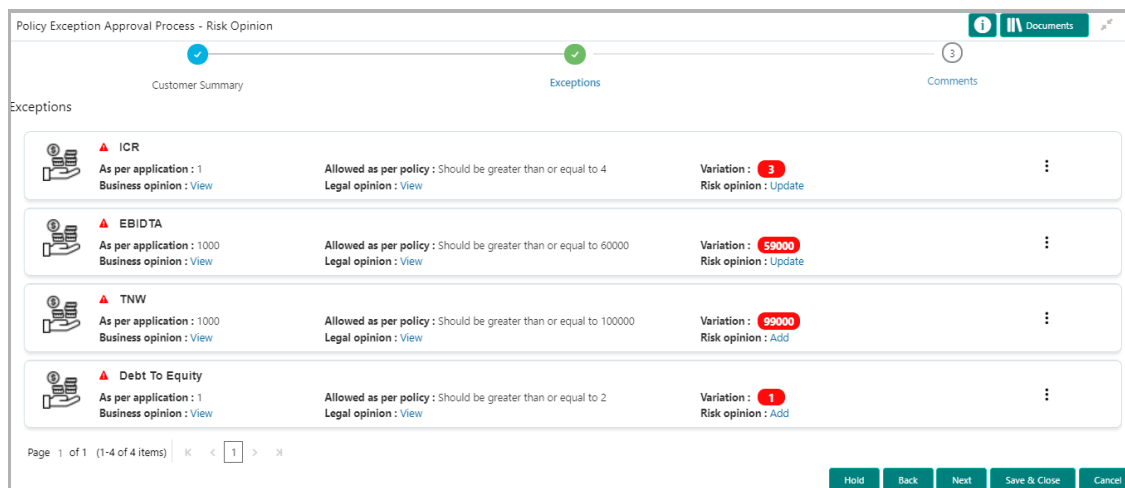 Policy Exception Approval Process - Risk Opinion
Documents
3
Customer Summary
Exceptions
Comments
Exceptions
ICR
As per application : 1
Allowed as per policy : Should be greater than or equal to 4
Variation : 3
Business opinion : View
Legal opinion : View
Risk opinion : Update
EBIDTA
As per application : 1000
Allowed as per policy : Should be greater than or equal to 60000
Variation : 59000
Business opinion : View
Legal opinion : View
Risk opinion : Update
TNW
As per application : 1000
Allowed as per policy : Should be greater than or equal to 100000
Variation : 99000
Business opinion : View
Legal opinion : View
Risk opinion : Add
Debt To Equity
As per application : 1
Allowed as per policy : Should be greater than or equal to 2
Variation : 1
Business opinion : View
Legal opinion : View
Risk opinion : Add
Page 1 of 1 (1-4 of 4 items) K < 1 > >|
Hold Back Next Save & Close Cancel